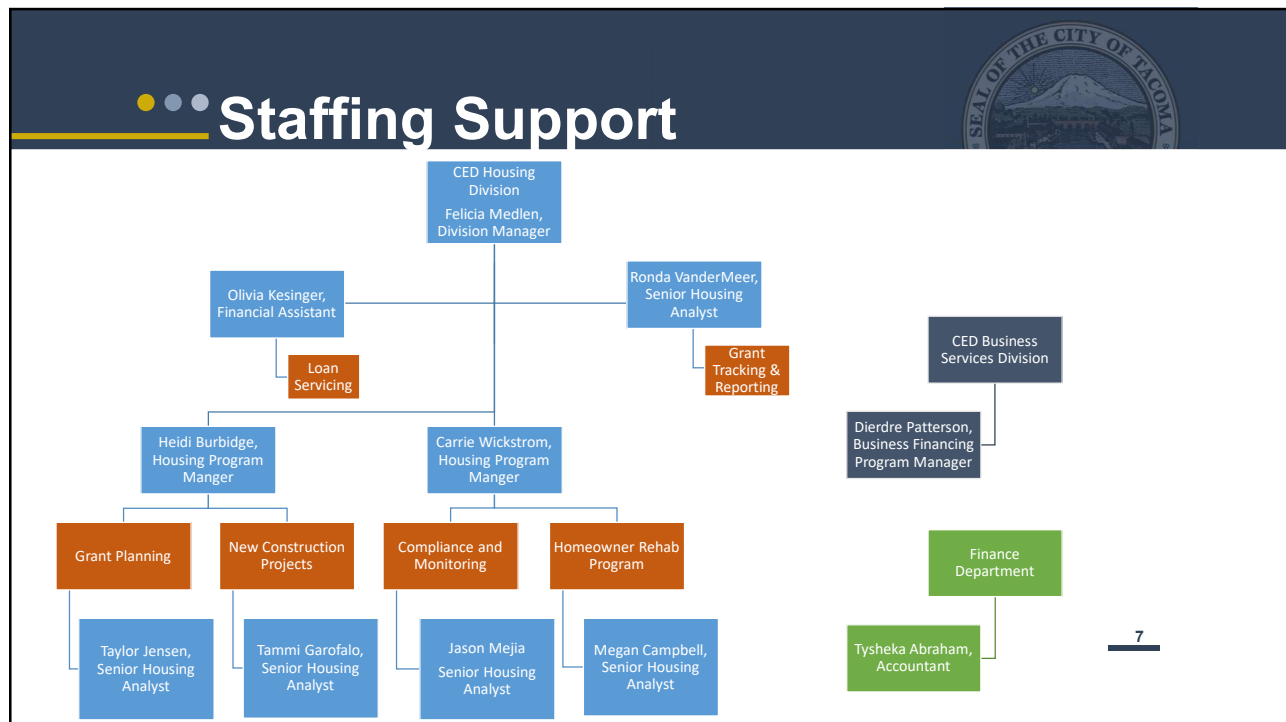 SEAL OF THE CITY OF TACOMA
Staffing Support
CED Housing
Division
Felicia Medlen,
Division Manager
Olivia Kesinger,
Financial Assistant
Ronda VanderMeer,
Senior Housing
Analyst
Loan
Servicing
Grant
Tracking &
Reporting
CED Business
Services Division
Dierdre Patterson,
Business Financing
Program Manager
Heidi Burbidge,
Housing Program
Manger
Carrie Wickstrom,
Housing Program
Manger
Grant Planning
New Construction
Projects
Compliance and
Monitoring
Homeowner Rehab
Program
Finance
Department
Taylor Jensen,
Senior Housing
Analyst
Tammi Garofalo,
Senior Housing
Analyst
Jason Mejia
Senior Housing
Analyst
Megan Campbell,
Senior Housing
Analyst
Tysheka Abraham,
Accountant
7